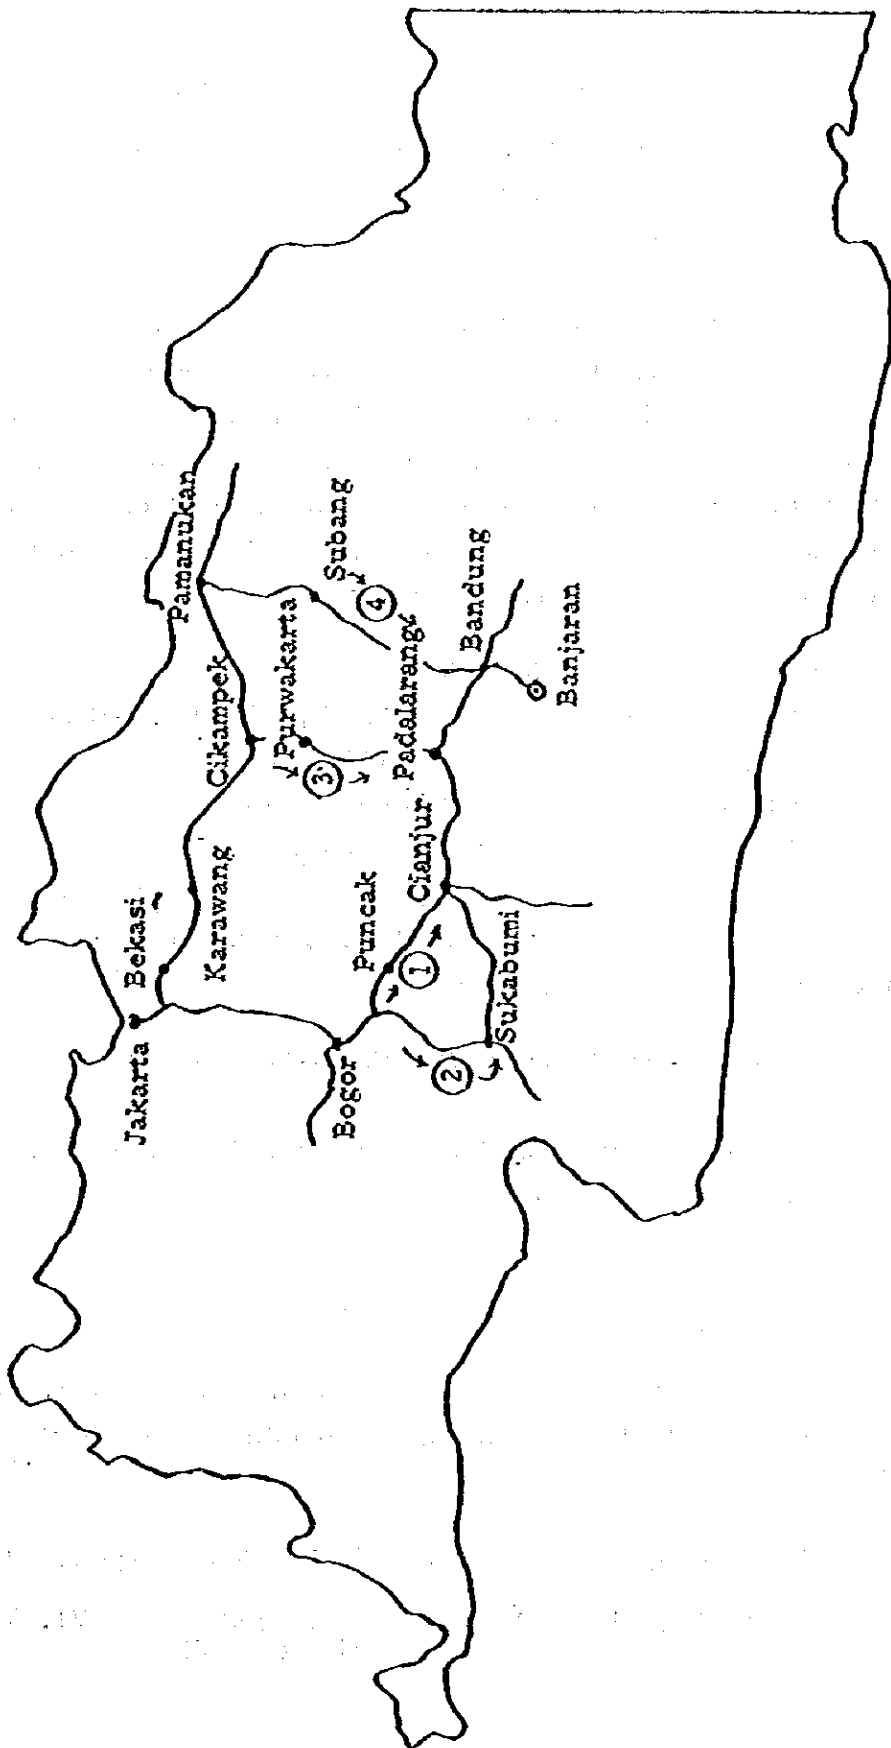 Jakarta
Bekasi
Karawang
Cikampek
Pamanukan
Purwakarta
Subang
3
4
Bogor
Puncak
1
2
Cianjur
Padalarang
Bandung
Sukabumi
Banjaran